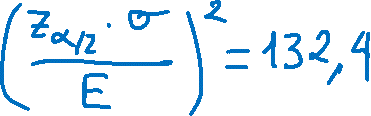 (z_{α/2} · σ / E)² = 132,4